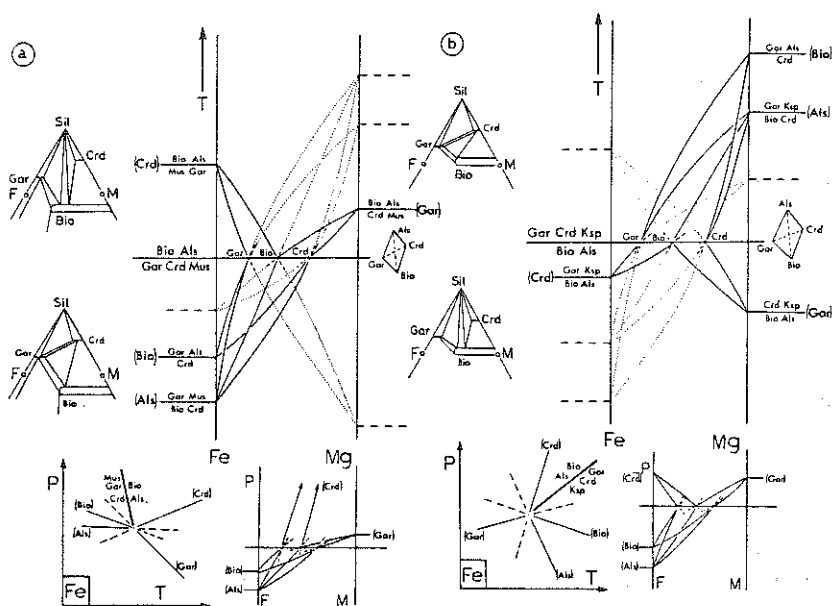 a
T
Sil
Crd
Gar
F
M
Bio
{Crd}
Bio Als
Mus Gar
Bio Als
Crd Mus
{Gar}
Als
Crd
Gar
Bio
Bio Als
Gar Crd Mus
Gar
Bio
Crd
Sil
Gar
Crd
F
M
Bio
{Bio}
Gar Als
Crd
{Als}
Gar Mus
Bio Crd
Fe
Mg
P
Mus
Gar Bio
Crd Als
{Crd}
{Bio}
{Als}
{Gar}
Fe
T
P
{Crd}
{Gar}
{Bio}
{Als}
F
M
b
T
Sil
Crd
Gar
F
M
Bio
Gar Als
Crd
{Bio}
Gar Ksp
Bio Crd
{Als}
Als
Crd
Gar
Bio
Gar Crd Ksp
Bio Als
Gar
Bio
Crd
{Crd}
Gar Ksp
Bio Als
Sil
Gar
Crd
F
M
Bio
Crd Ksp
Bio Als
{Gar}
Fe
Mg
P
{Crd}
Bio
Als
Gar
Crd
Ksp
{Gar}
{Bio}
{Als}
Fe
T
{Crd}
P
{Gar}
{Bio}
{Als}
F
M